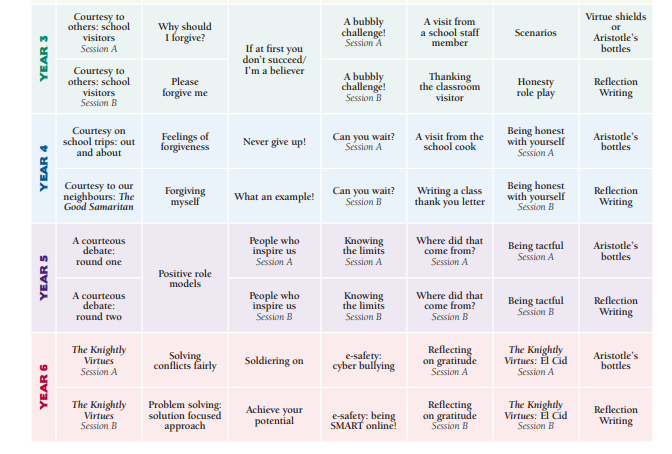 YEAR 3
Courtesy to
others: school
visitors
Session A
Why should
I forgive?
If at first you
don't succeed/
I'm a believer
A bubbly
challenge!
Session A
A visit from
a school staff
member
Scenarios
Virtue shields
or
Aristotle's
bottles
Courtesy to
others: school
visitors
Session B
Please
forgive me
A bubbly
challenge!
Session B
Thanking
the classroom
visitor
Honesty
role play
Reflection
Writing
YEAR 4
Courtesy on
school trips: out
and about
Feelings of
forgiveness
Never give up!
Can you wait?
Session A
A visit from the
school cook
Being honest
with yourself
Session A
Aristotle's
bottles
Courtesy to our
neighbours: The
Good Samaritan
Forgiving
myself
What an example!
Can you wait?
Session B
Writing a class
thank you letter
Being honest
with yourself
Session B
Reflection
Writing
YEAR 5
A courteous
debate:
round one
Positive role
models
People who
inspire us
Session A
Knowing
the limits
Session A
Where did that
come from?
Session A
Being tactful
Session A
Aristotle's
bottles
A courteous
debate:
round two
People who
inspire us
Session B
Knowing
the limits
Session B
Where did that
come from?
Session B
Being tactful
Session B
Reflection
Writing
YEAR 6
The Knightly
Virtues
Session A
Solving
conflicts fairly
Soldiering on
e-safety:
cyber bullying
Reflecting
on gratitude
Session A
The Knightly
Virtues: El Cid
Session A
Aristotle's
bottles
The Knightly
Virtues
Session B
Problem solving:
solution focused
approach
Achieve your
potential
e-safety: being
SMART online!
Reflecting
on gratitude
Session B
The Knightly
Virtues: El Cid
Session B
Reflection
Writing